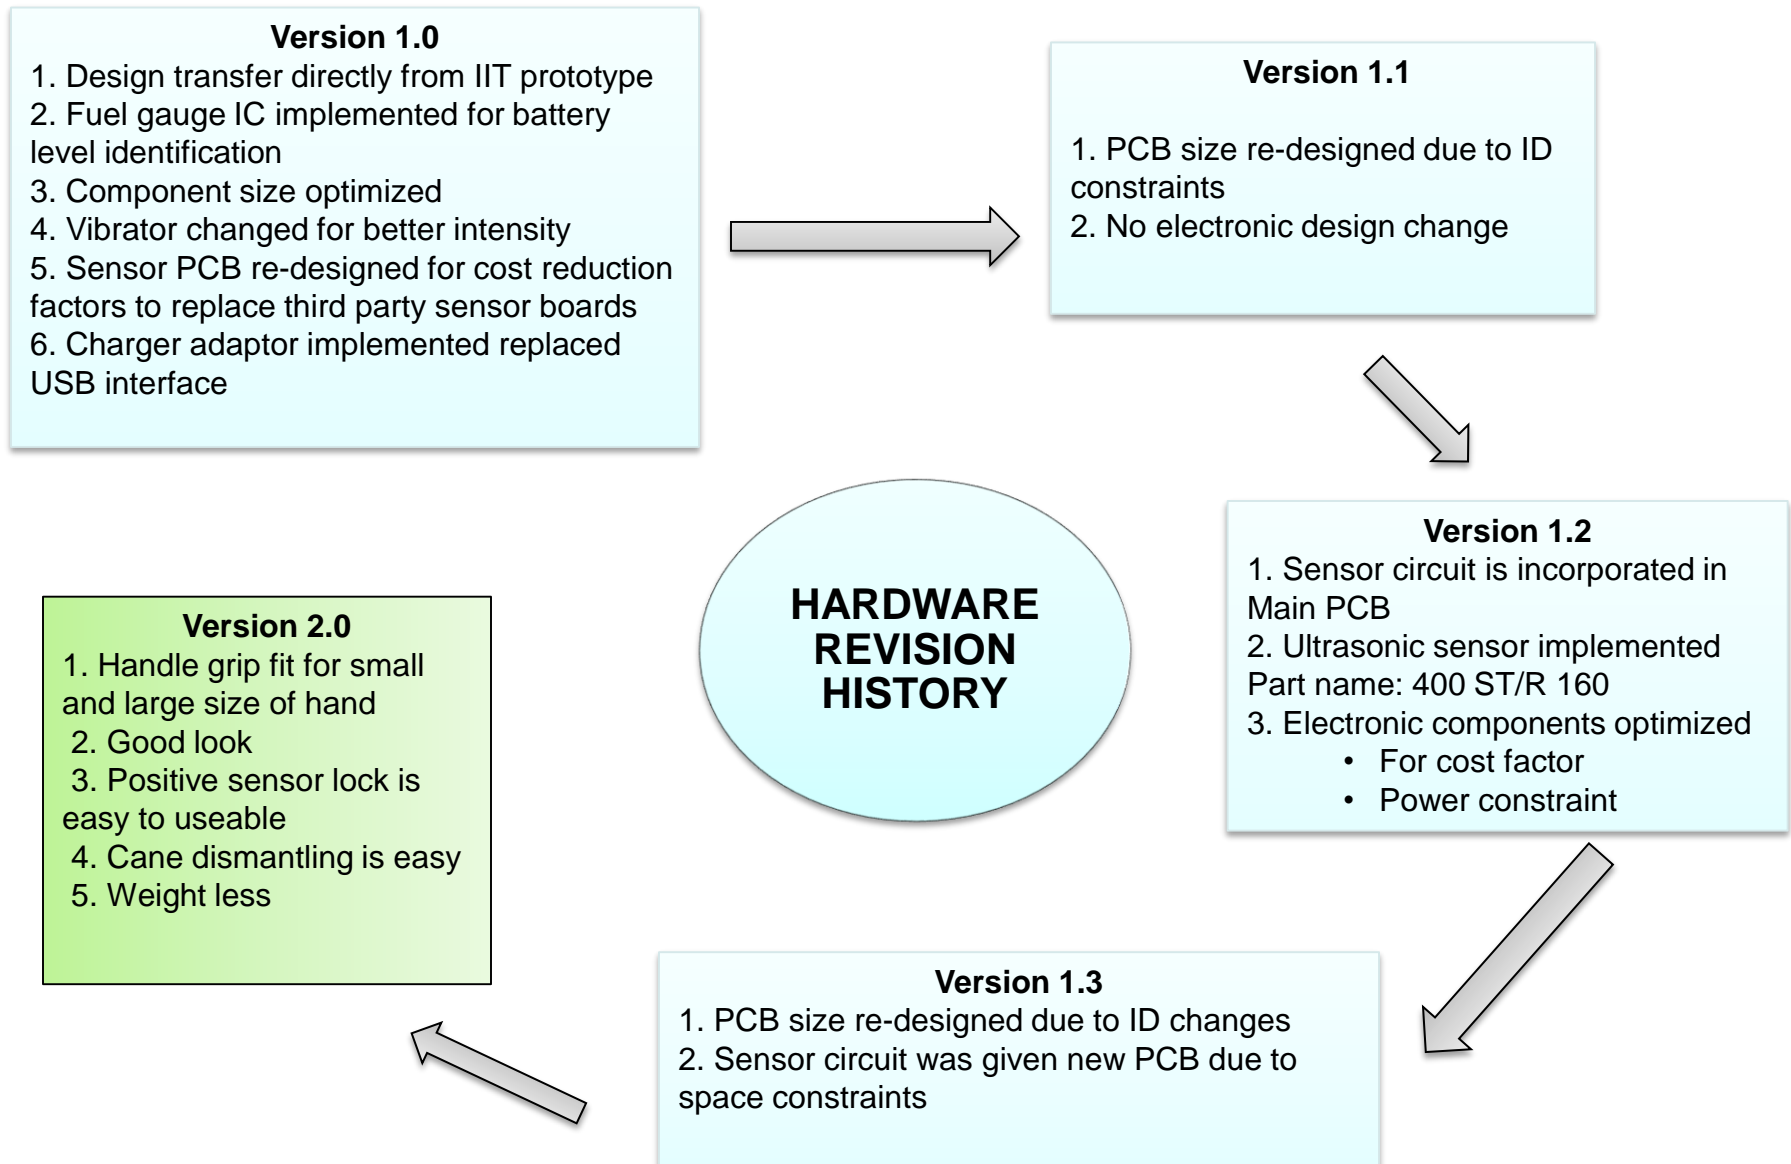 Version 1.0
1. Design transfer directly from IIT prototype
2. Fuel gauge IC implemented for battery
level identification
3. Component size optimized
4. Vibrator changed for better intensity
5. Sensor PCB re-designed for cost reduction
factors to replace third party sensor boards
6. Charger adaptor implemented replaced
USB interface
Version 1.1
1. PCB size re-designed due to ID
constraints
2. No electronic design change
Version 1.2
1. Sensor circuit is incorporated in
Main PCB
2. Ultrasonic sensor implemented
Part name: 400 ST/R 160
3. Electronic components optimized
• For cost factor
• Power constraint
HARDWARE
REVISION
HISTORY
Version 1.3
1. PCB size re-designed due to ID changes
2. Sensor circuit was given new PCB due to
space constraints
Version 2.0
1. Handle grip fit for small
and large size of hand
2. Good look
3. Positive sensor lock is
easy to useable
4. Cane dismantling is easy
5. Weight less